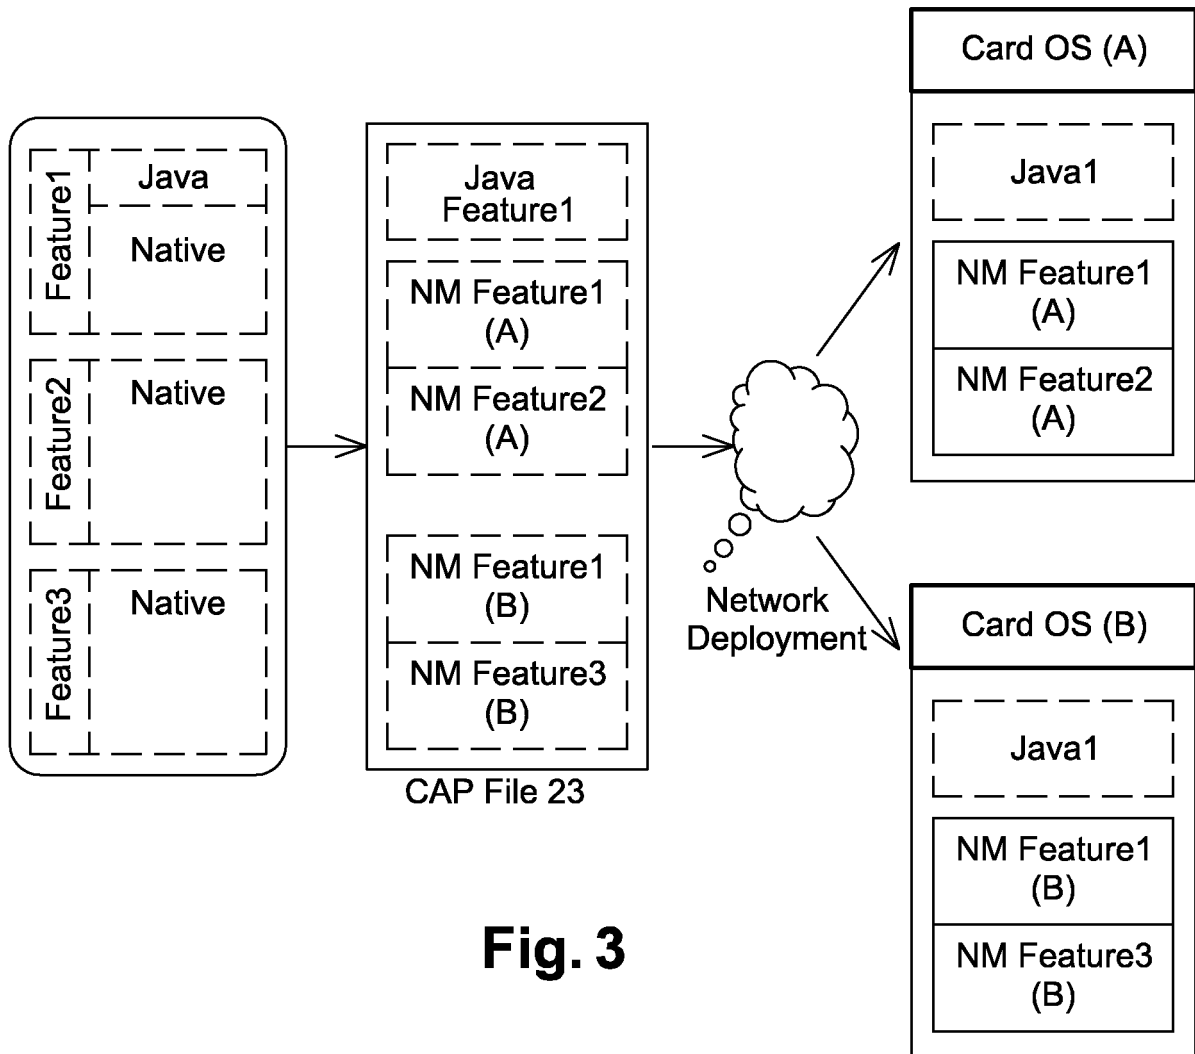 Feature1
Java
Native
Feature2
Native
Feature3
Native
Java
Feature1
NM Feature1
(A)
NM Feature2
(A)
NM Feature1
(B)
NM Feature3
(B)
CAP File 23
Network
Deployment
Card OS (A)
Java1
NM Feature1
(A)
NM Feature2
(A)
Card OS (B)
Java1
NM Feature1
(B)
NM Feature3
(B)
Fig. 3